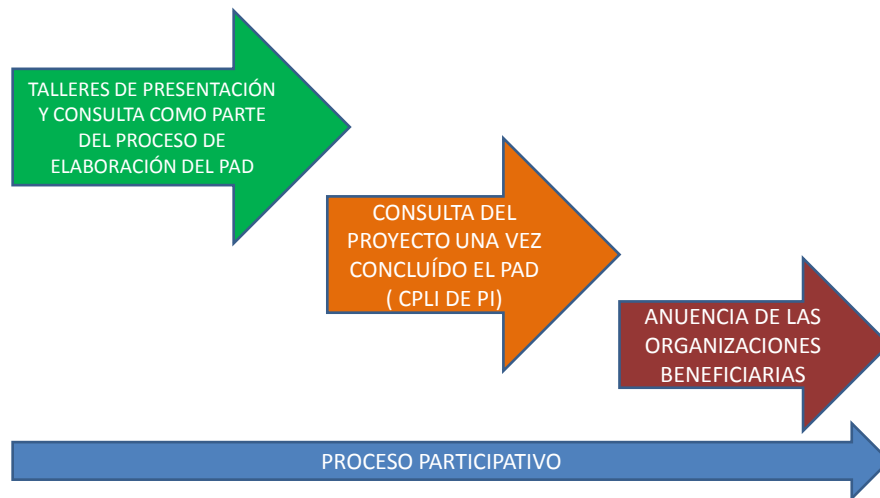 TALLERES DE PRESENTACIÓN
Y CONSULTA COMO PARTE
DEL PROCESO DE
ELABORACIÓN DEL PAD
CONSULTA DEL
PROYECTO UNA VEZ
CONCLUÍDO EL PAD
( CPLI DE PI)
ANUENCIA DE LAS
ORGANIZACIONES
BENEFICIARIAS
PROCESO PARTICIPATIVO